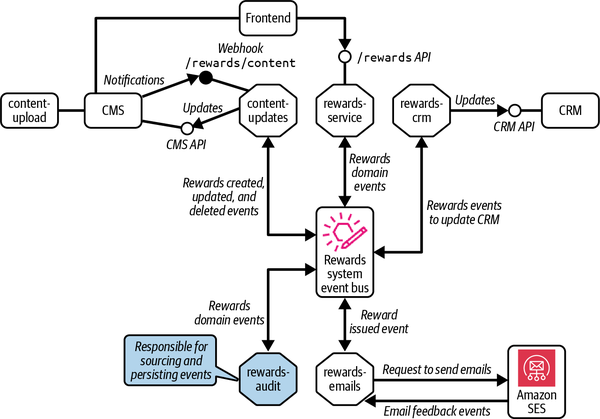 Frontend
Webhook
/rewards/content
/rewards API
Notifications
content-
upload
CMS
Updates
CMS API
content-
updates
rewards-
service
rewards-
crm
Updates
CRM API
CRM
Rewards created,
updated, and
deleted events
Rewards
domain
events
Rewards events
to update CRM
Rewards
system
event bus
Rewards
domain events
Reward
issued event
Responsible for
sourcing and
persisting events
rewards-
audit
rewards-
emails
Request to send emails
Email feedback events
Amazon
SES